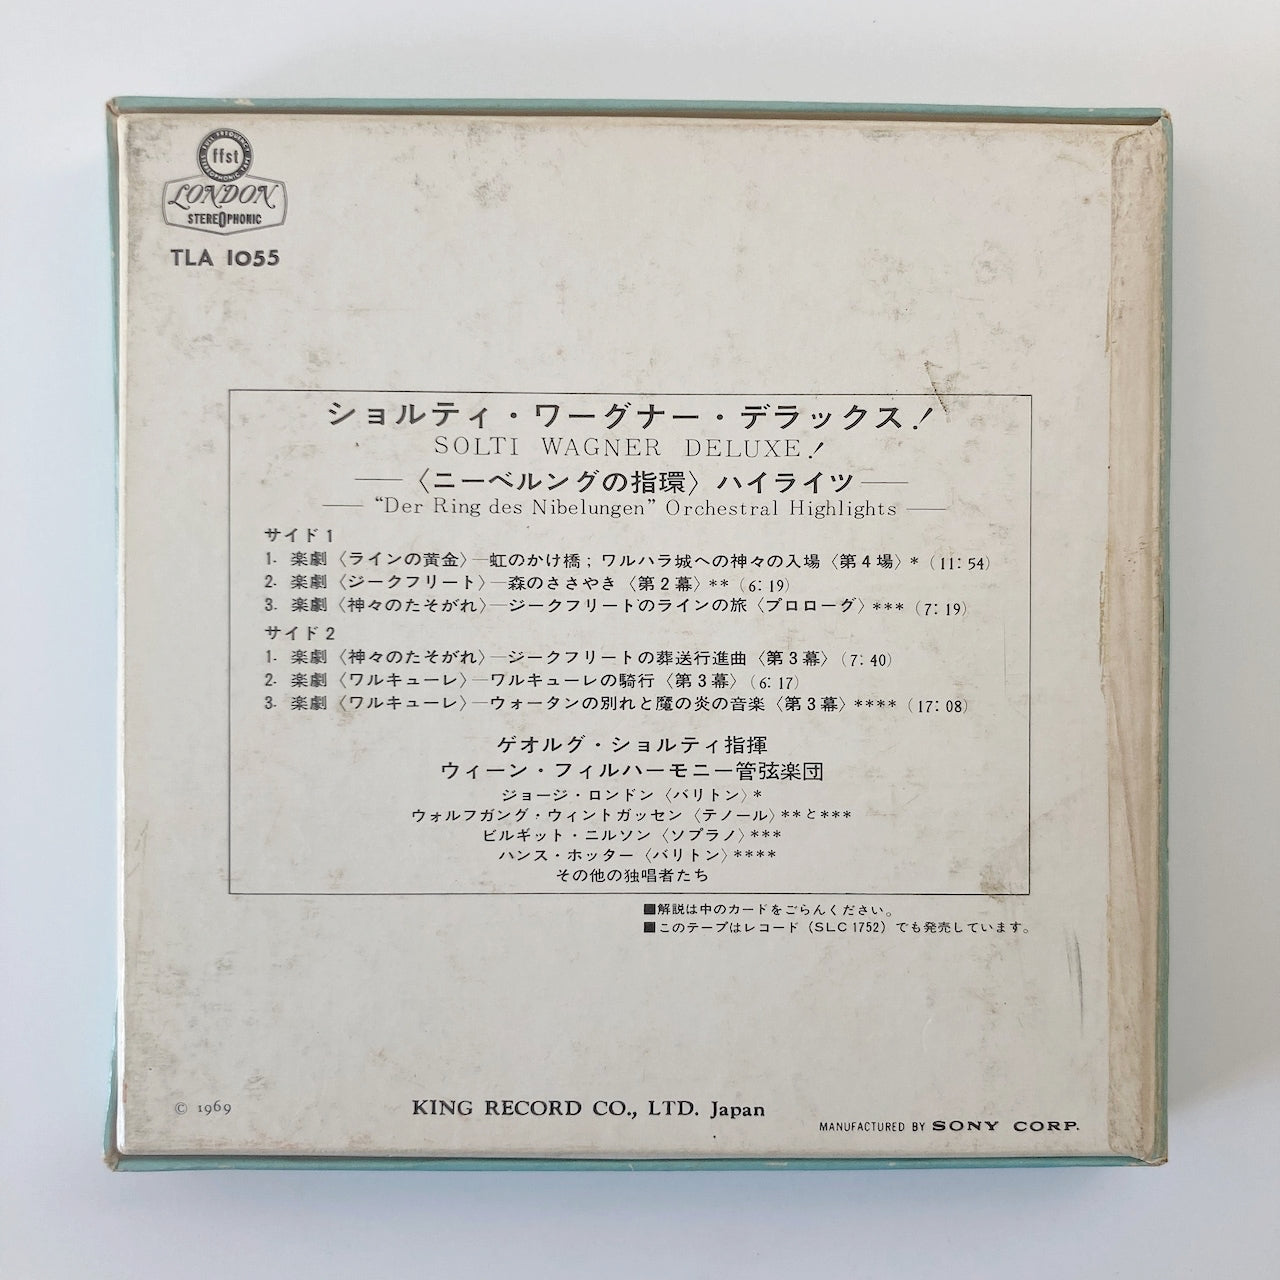 FULL FREQUENCY STEREOPHONIC TAPE
ffst
LONDON
STEREOPHONIC
TLA 1055
ショルティ・ワーグナー・デラックス！
SOLTI WAGNER DELUXE!
—〈ニーベルングの指環〉ハイライツ—
—“Der Ring des Nibelungen” Orchestral Highlights—
サイド1
1. 楽劇〈ラインの黄金〉—虹のかけ橋；ワルハラ城への神々の入場〈第4場〉*（11:54）
2. 楽劇〈ジークフリート〉—森のささやき〈第2幕〉**（6:19）
3. 楽劇〈神々のたそがれ〉—ジークフリートのラインの旅〈プロローグ〉***（7:19）
サイド2
1. 楽劇〈神々のたそがれ〉—ジークフリートの葬送行進曲〈第3幕〉（7:40）
2. 楽劇〈ワルキューレ〉—ワルキューレの騎行〈第3幕〉（6:17）
3. 楽劇〈ワルキューレ〉—ウォータンの別れと魔の炎の音楽〈第3幕〉****（17:08）
ゲオルグ・ショルティ指揮
ウィーン・フィルハーモニー管弦楽団
ジョージ・ロンドン〈バリトン〉*
ウォルフガング・ウィントガッセン〈テノール〉**と***
ビルギット・ニルソン〈ソプラノ〉***
ハンス・ホッター〈バリトン〉****
その他の独唱者たち
■解説は中のカードをごらんください。
■このテープはレコード（SLC 1752）でも発売しています。
© 1969
KING RECORD CO., LTD. Japan
MANUFACTURED BY SONY CORP.